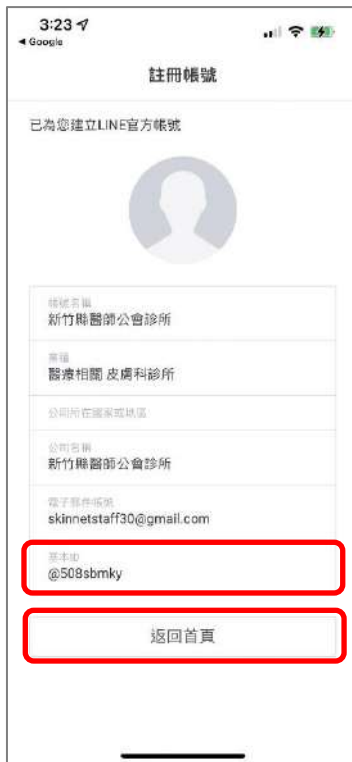 3:23
◀ Google
註冊帳號
已為您建立LINE官方帳號
帳號名稱
新竹縣醫師公會診所
業種
醫療相關 皮膚科診所
公司所在國家或地區
公司名稱
新竹縣醫師公會診所
電子郵件帳號
skinnetstaff30@gmail.com
基本ID
@508sbmky
返回首頁